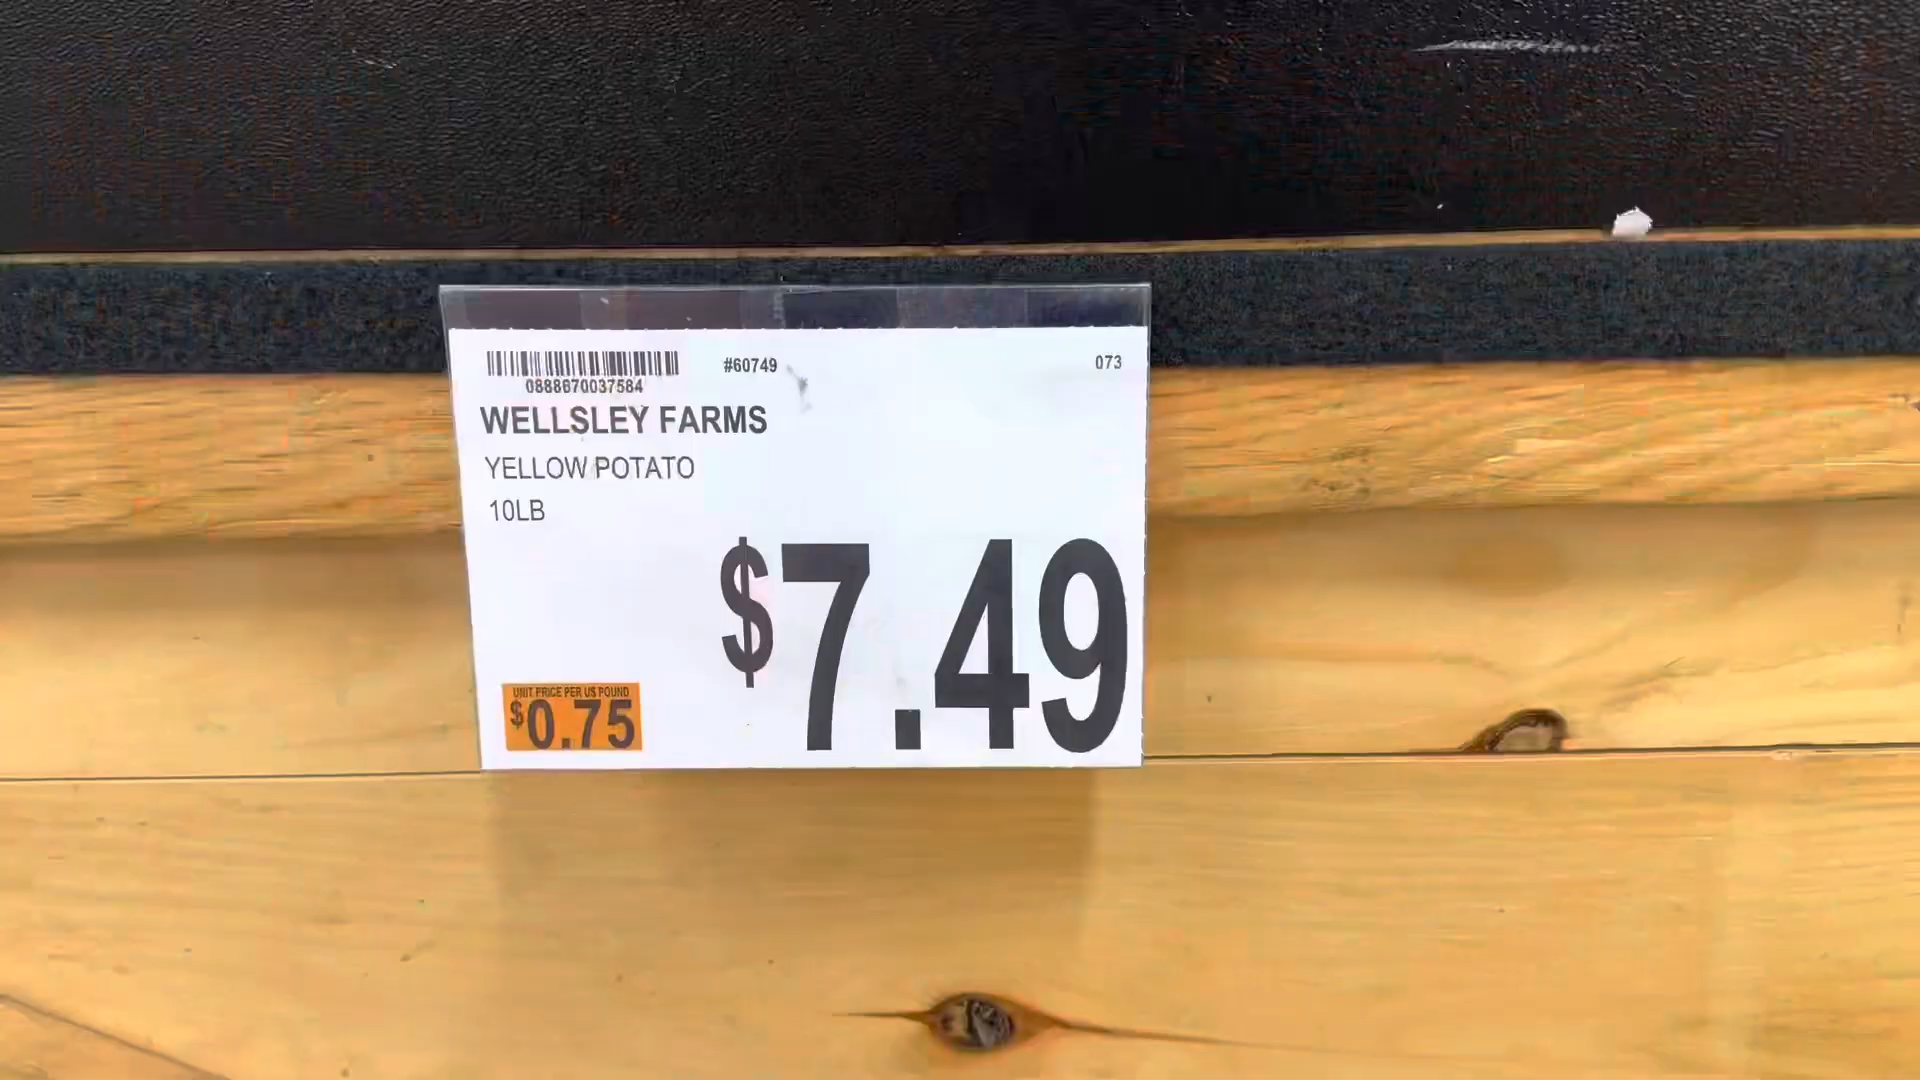 #60749 073
0888670037584
WELLSLEY FARMS
YELLOW POTATO
10LB
$7.49
UNIT PRICE PER US POUND
$0.75